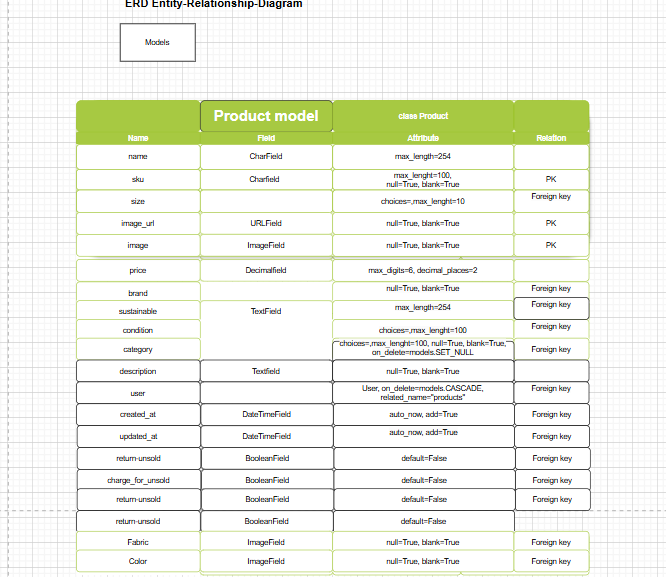 ERD Entity-Relationship-Diagram
Models
Product model class Product
Name Field Attribute Relation
name CharField max_length=254
sku Charfield max_lenght=100,
null=True, blank=True PK
size choices=,max_lenght=10 Foreign key
image_url URLField null=True, blank=True PK
image ImageField null=True, blank=True PK
price Decimalfield max_digits=6, decimal_places=2
brand null=True, blank=True Foreign key
sustainable TextField max_length=254 Foreign key
condition choices=,max_lenght=100 Foreign key
category choices=,max_lenght=100, null=True, blank=True,
on_delete=models.SET_NULL Foreign key
description Textfield null=True, blank=True
user User, on_delete=models.CASCADE,
related_name="products" Foreign key
created_at DateTimeField auto_now, add=True Foreign key
updated_at DateTimeField auto_now, add=True Foreign key
return-unsold BooleanField default=False Foreign key
charge_for_unsold BooleanField default=False Foreign key
return-unsold BooleanField default=False Foreign key
return-unsold BooleanField default=False
Fabric ImageField null=True, blank=True Foreign key
Color ImageField null=True, blank=True Foreign key